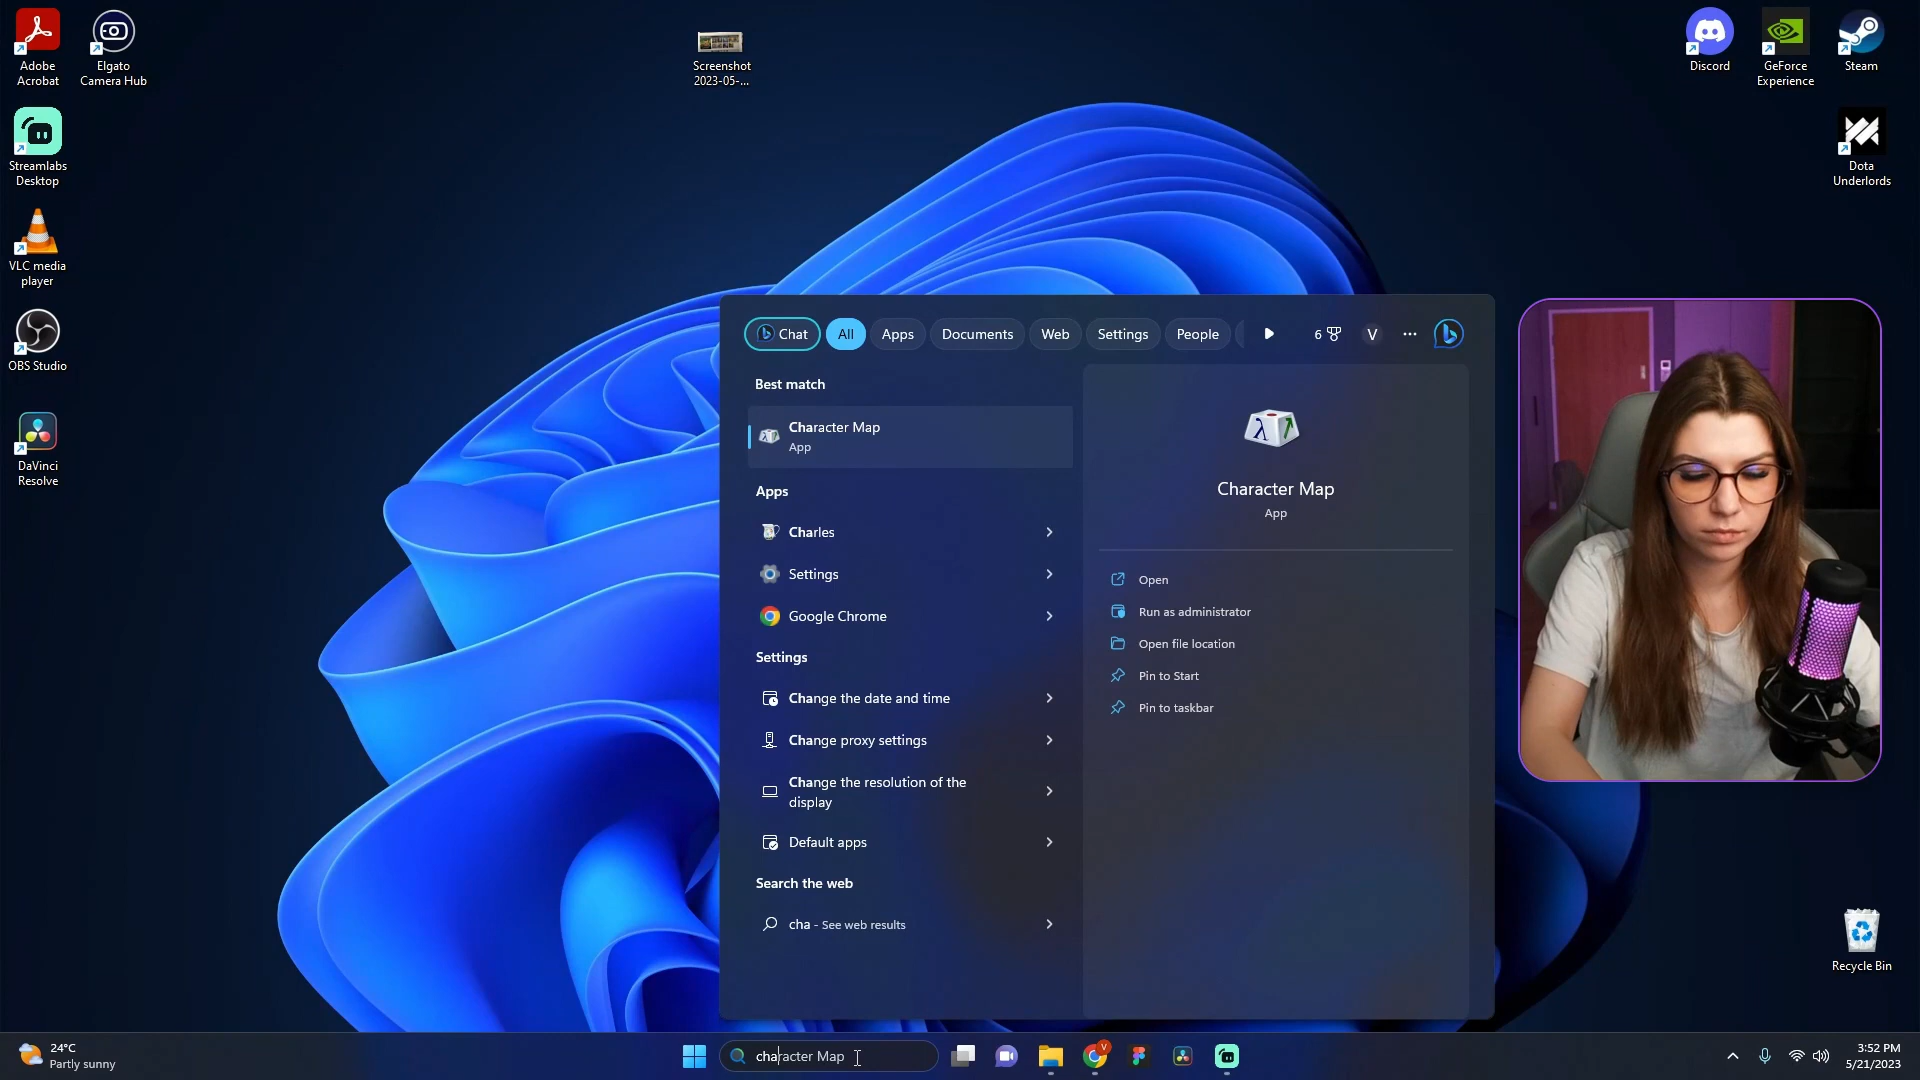 Adobe
Acrobat
Elgato
Camera Hub
Screenshot
2023-05-...
Discord
GeForce
Experience
Steam
Streamlabs
Desktop
Dota
Underlords
VLC media
player
OBS Studio
DaVinci
Resolve
Chat
All
Apps
Documents
Web
Settings
People
6
V
...
Best match
Character Map
App
Apps
Charles
Settings
Google Chrome
Settings
Change the date and time
Change proxy settings
Change the resolution of the
display
Default apps
Search the web
cha - See web results
Character Map
App
Open
Run as administrator
Open file location
Pin to Start
Pin to taskbar
Recycle Bin
24°C
Partly sunny
character Map
V
3:52 PM
5/21/2023